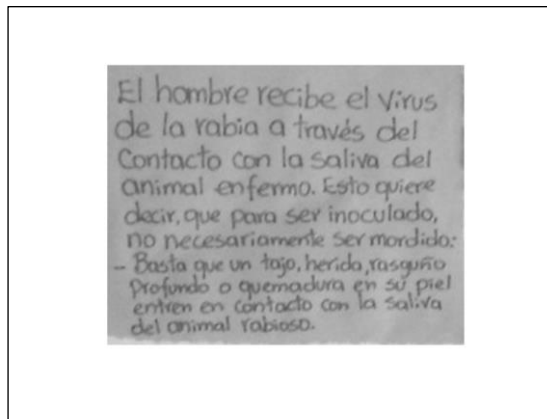 El hombre recibe el virus
de la rabia a través del
Contacto con la saliva del
animal enfermo. Esto quiere
decir, que para ser inoculado,
no necesariamente ser mordido:
- Basta que un tajo, herida, rasguño
Profundo o quemadura en su piel
entren en contacto con la saliva
del animal rabioso.